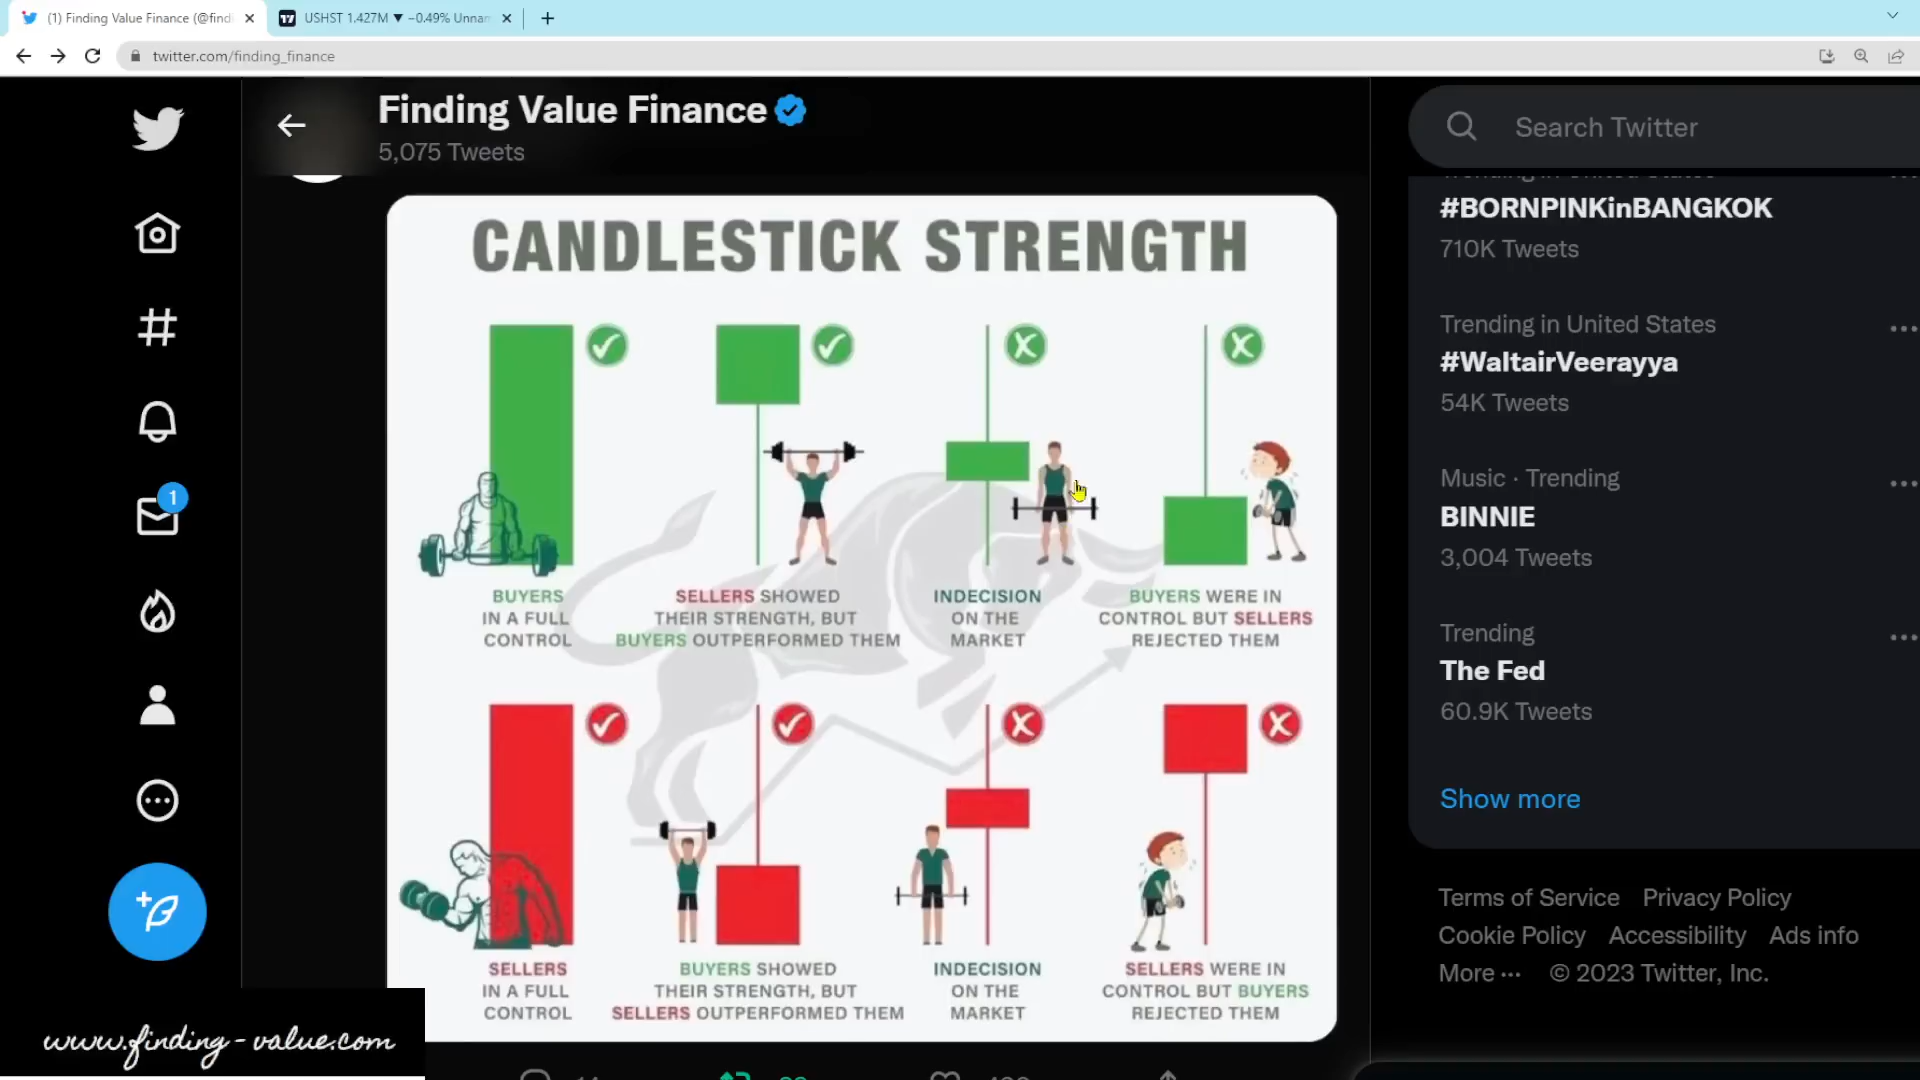 (1) Finding Value Finance (@find
USHST 1.427M ▼ −0.49% Unnan
twitter.com/finding_finance
Finding Value Finance
5,075 Tweets
Search Twitter
#BORNPINKinBANGKOK
710K Tweets
Trending in United States
#WaltairVeerayya
54K Tweets
Music · Trending
BINNIE
3,004 Tweets
Trending
The Fed
60.9K Tweets
Show more
Terms of Service Privacy Policy
Cookie Policy Accessibility Ads info
More ··· © 2023 Twitter, Inc.
1
CANDLESTICK STRENGTH
BUYERS
IN A FULL
CONTROL
SELLERS SHOWED
THEIR STRENGTH, BUT
BUYERS OUTPERFORMED THEM
INDECISION
ON THE
MARKET
BUYERS WERE IN
CONTROL BUT SELLERS
REJECTED THEM
SELLERS
IN A FULL
CONTROL
BUYERS SHOWED
THEIR STRENGTH, BUT
SELLERS OUTPERFORMED THEM
INDECISION
ON THE
MARKET
SELLERS WERE IN
CONTROL BUT BUYERS
REJECTED THEM
www.finding-value.com